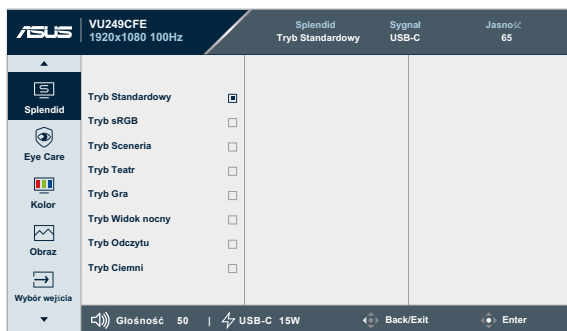 ASUS
VU249CFE
1920x1080 100Hz
Splendid
Tryb Standardowy
Sygnał
USB-C
Jasność
65
Splendid
Eye Care
Kolor
Obraz
Wybór wejścia
Tryb Standardowy
Tryb sRGB
Tryb Sceneria
Tryb Teatr
Tryb Gra
Tryb Widok nocny
Tryb Odczytu
Tryb Ciemni
Głośność 50 | USB-C 15W Back/Exit Enter